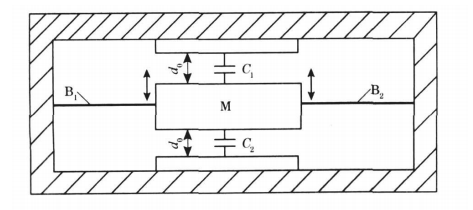 d₀
C₁
B₁
B₂
M
d₀
C₂